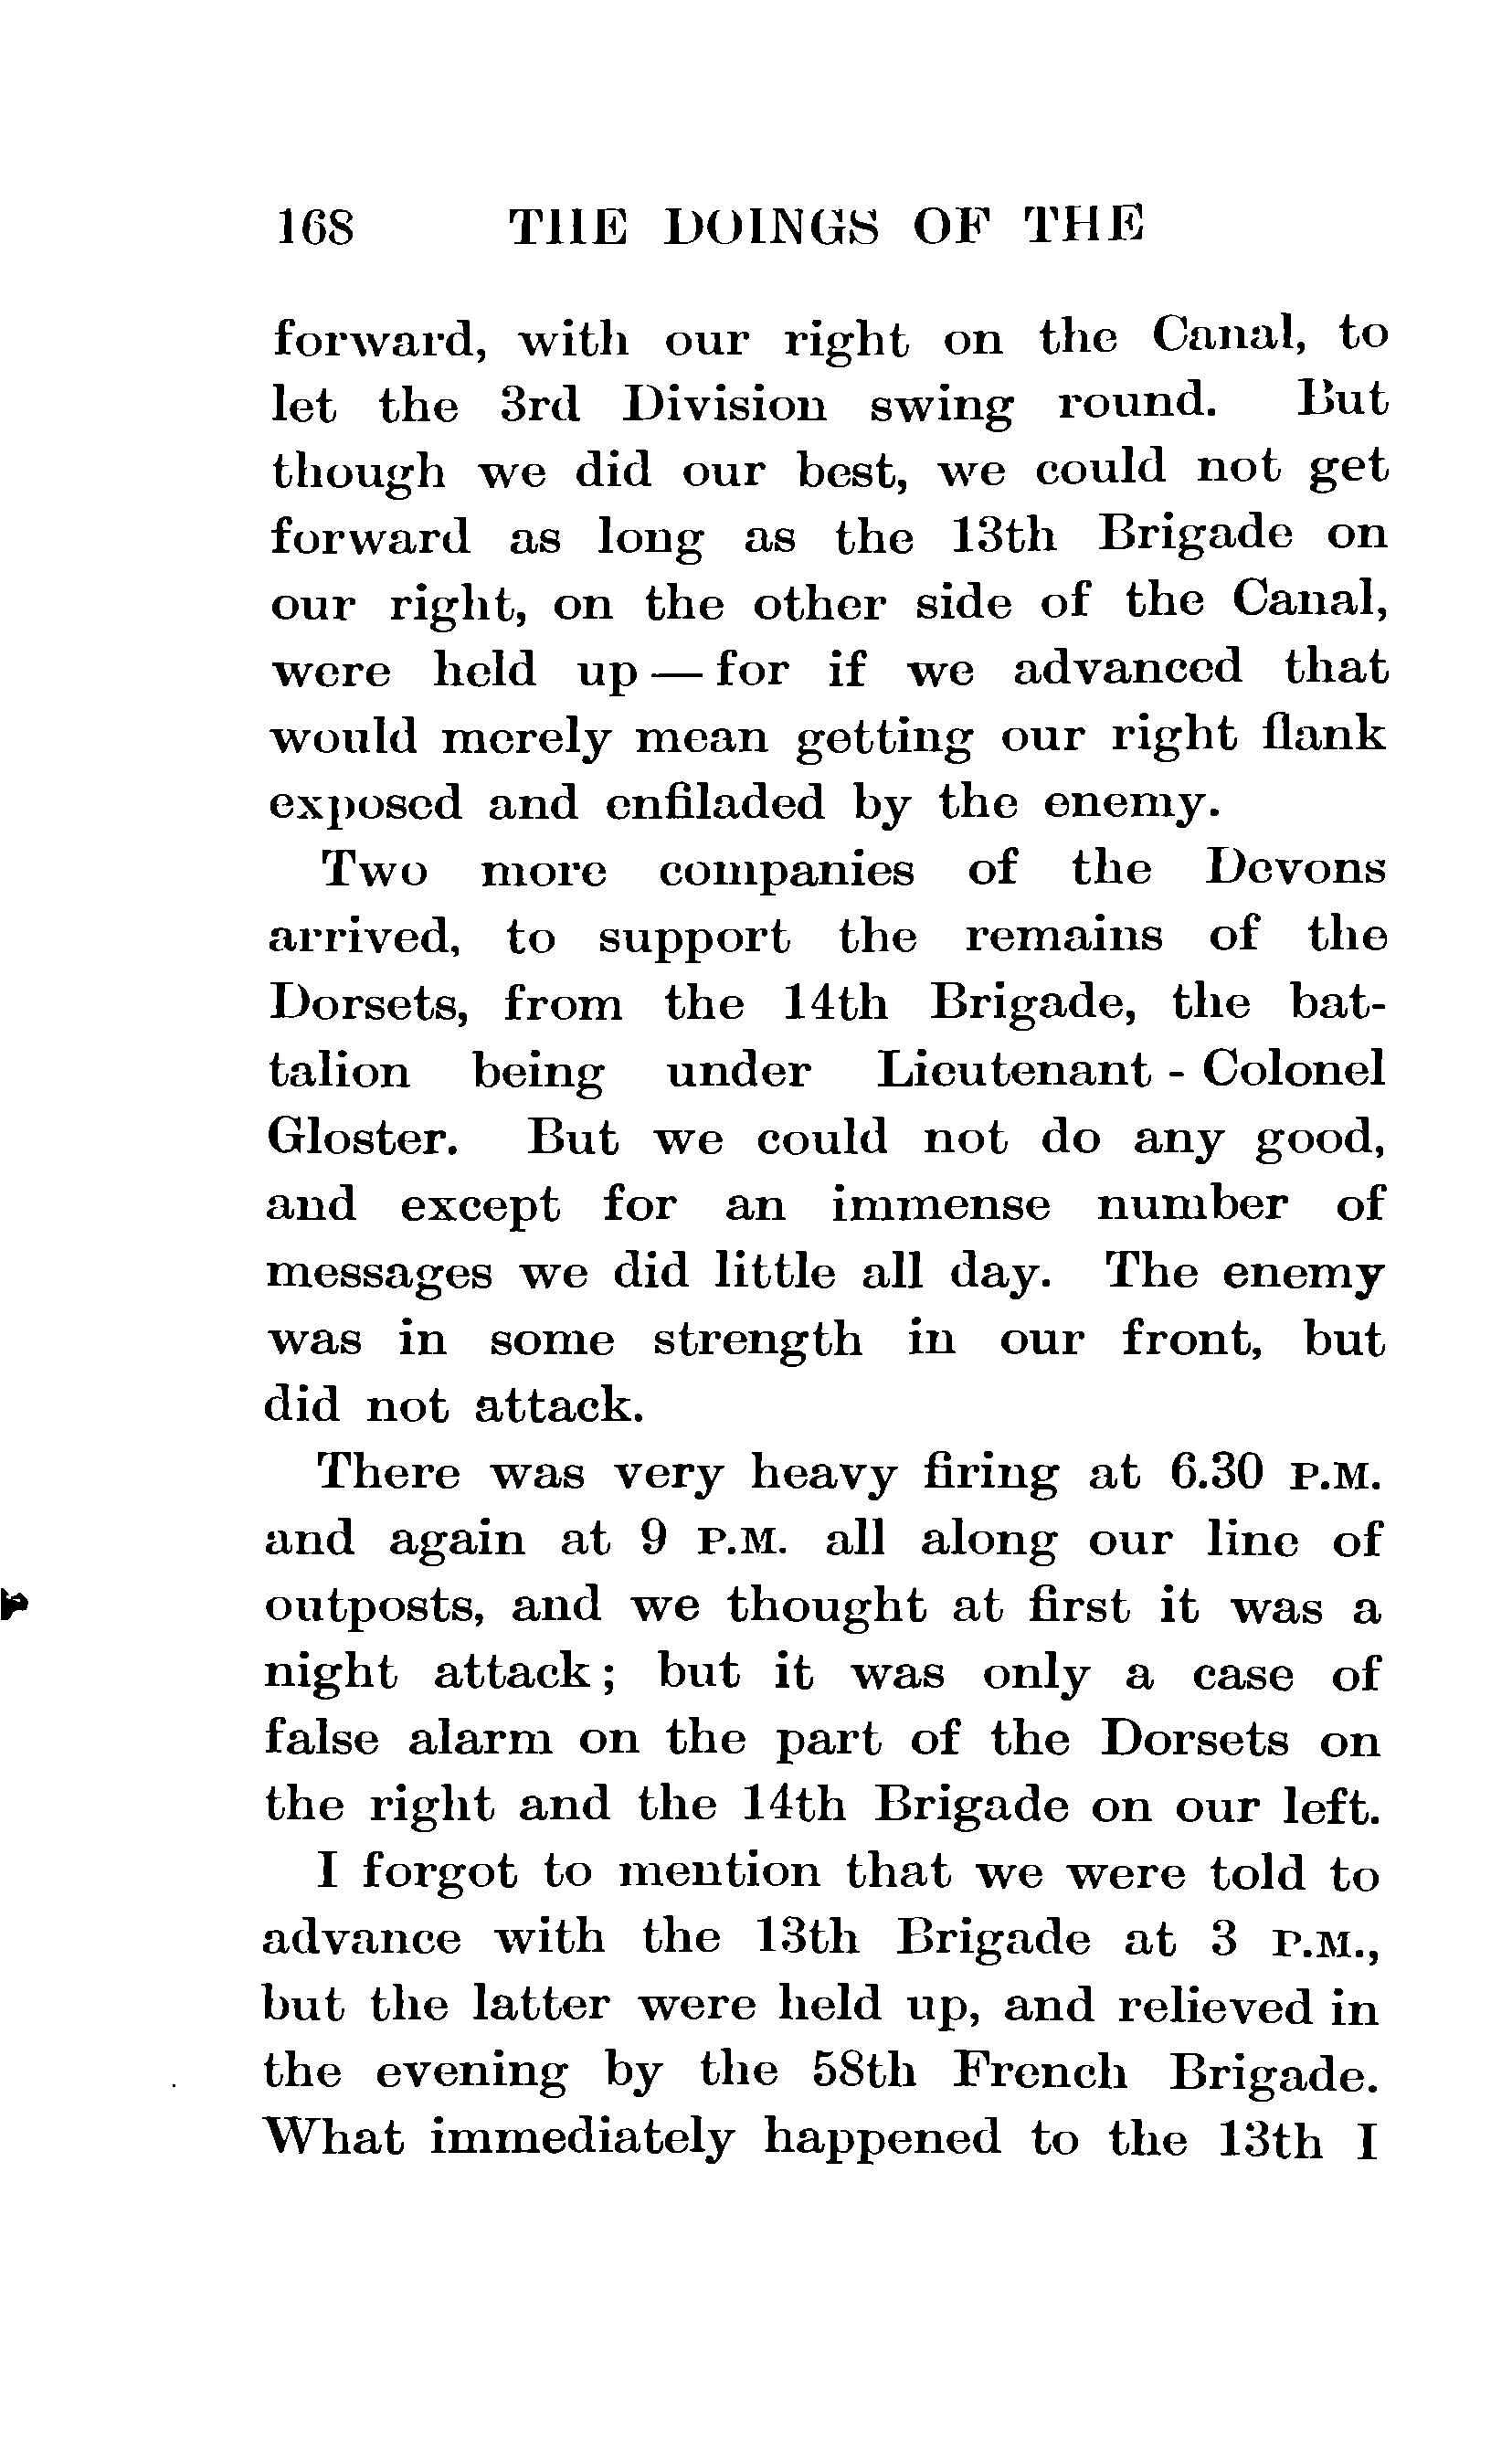 168 THE DOINGS OF THE
forward, with our right on the Canal, to
let the 3rd Division swing round. But
though we did our best, we could not get
forward as long as the 13th Brigade on
our right, on the other side of the Canal,
were held up — for if we advanced that
would merely mean getting our right flank
exposed and enfiladed by the enemy.
Two more companies of the Devons
arrived, to support the remains of the
Dorsets, from the 14th Brigade, the bat-
talion being under Lieutenant - Colonel
Gloster. But we could not do any good,
and except for an immense number of
messages we did little all day. The enemy
was in some strength in our front, but
did not attack.
There was very heavy firing at 6.30 P.M.
and again at 9 P.M. all along our line of
outposts, and we thought at first it was a
night attack; but it was only a case of
false alarm on the part of the Dorsets on
the right and the 14th Brigade on our left.
I forgot to mention that we were told to
advance with the 13th Brigade at 3 P.M.,
but the latter were held up, and relieved in
the evening by the 58th French Brigade.
What immediately happened to the 13th I